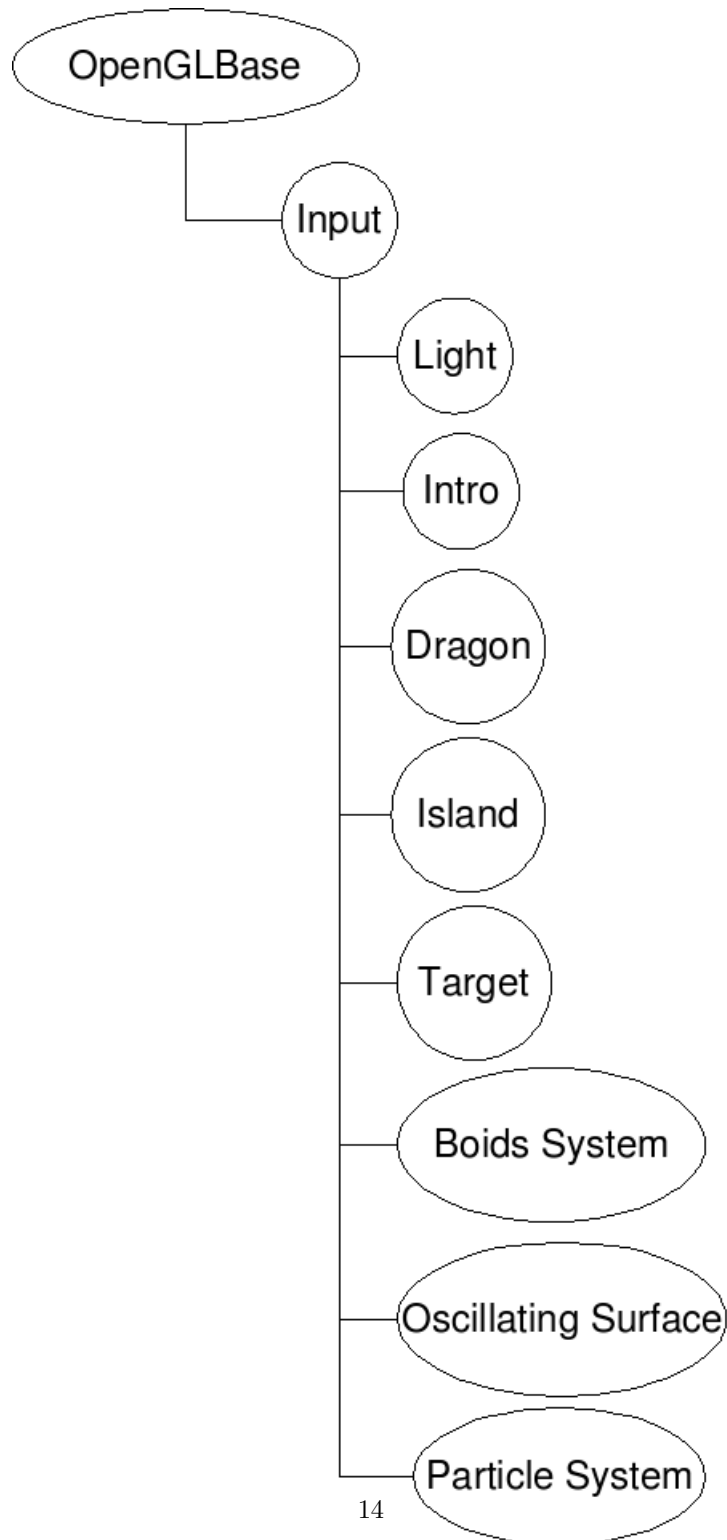 OpenGLBase
Input
Light
Intro
Dragon
Island
Target
Boids System
Oscillating Surface
Particle System
14